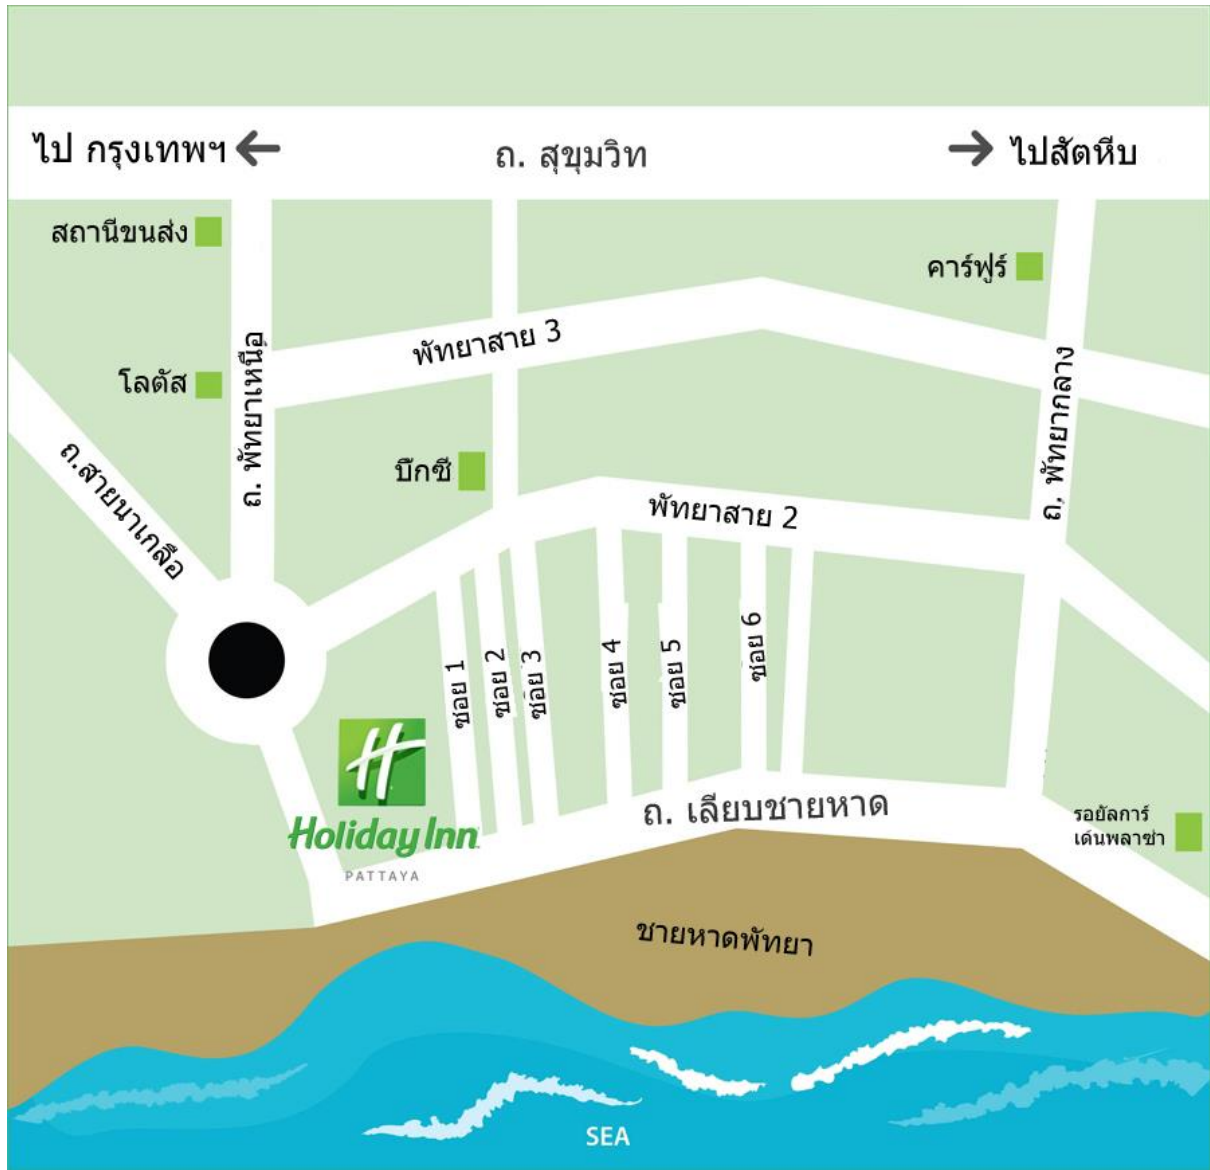 ไป กรุงเทพฯ
ถ. สุขุมวิท
ไปสัตหีบ
สถานีขนส่ง
คาร์ฟูร์
พัทยาสาย 3
โลตัส
ถ. พัทยาเหนือ
ถ. พัทยากลาง
บิ๊กซี
ถ.สายนาเกลือ
พัทยาสาย 2
ซอย 1
ซอย 2
ซอย 3
ซอย 4
ซอย 5
ซอย 6
H
Holiday Inn
PATTAYA
ถ. เลียบชายหาด
รอยัลการ์
เด้นพลาซ่า
ชายหาดพัทยา
SEA